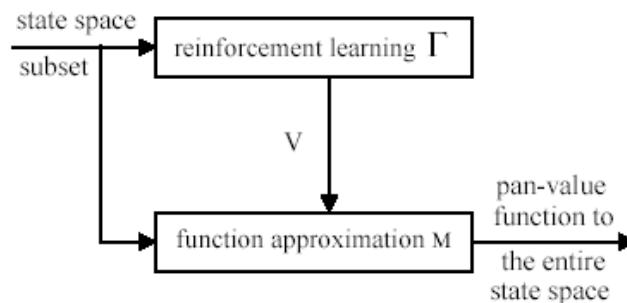 state space
subset
reinforcement learning Γ
V
function approximation M
pan-value
function to
the entire
state space